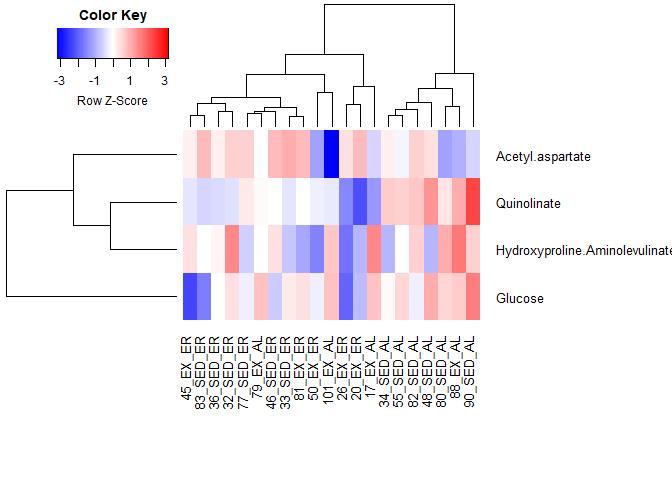 Color Key
-3 -1 1 3
Row Z-Score
Acetyl.aspartate
Quinolinate
Hydroxyproline.Aminolevulinate
Glucose
45_EX_ER
83_SED_ER
36_SED_ER
32_SED_ER
77_SED_ER
79_EX_AL
46_SED_ER
33_SED_ER
81_EX_ER
50_EX_ER
101_EX_AL
26_EX_ER
20_EX_ER
17_EX_AL
34_SED_AL
55_SED_AL
82_SED_AL
48_SED_AL
80_SED_AL
88_EX_AL
90_SED_AL